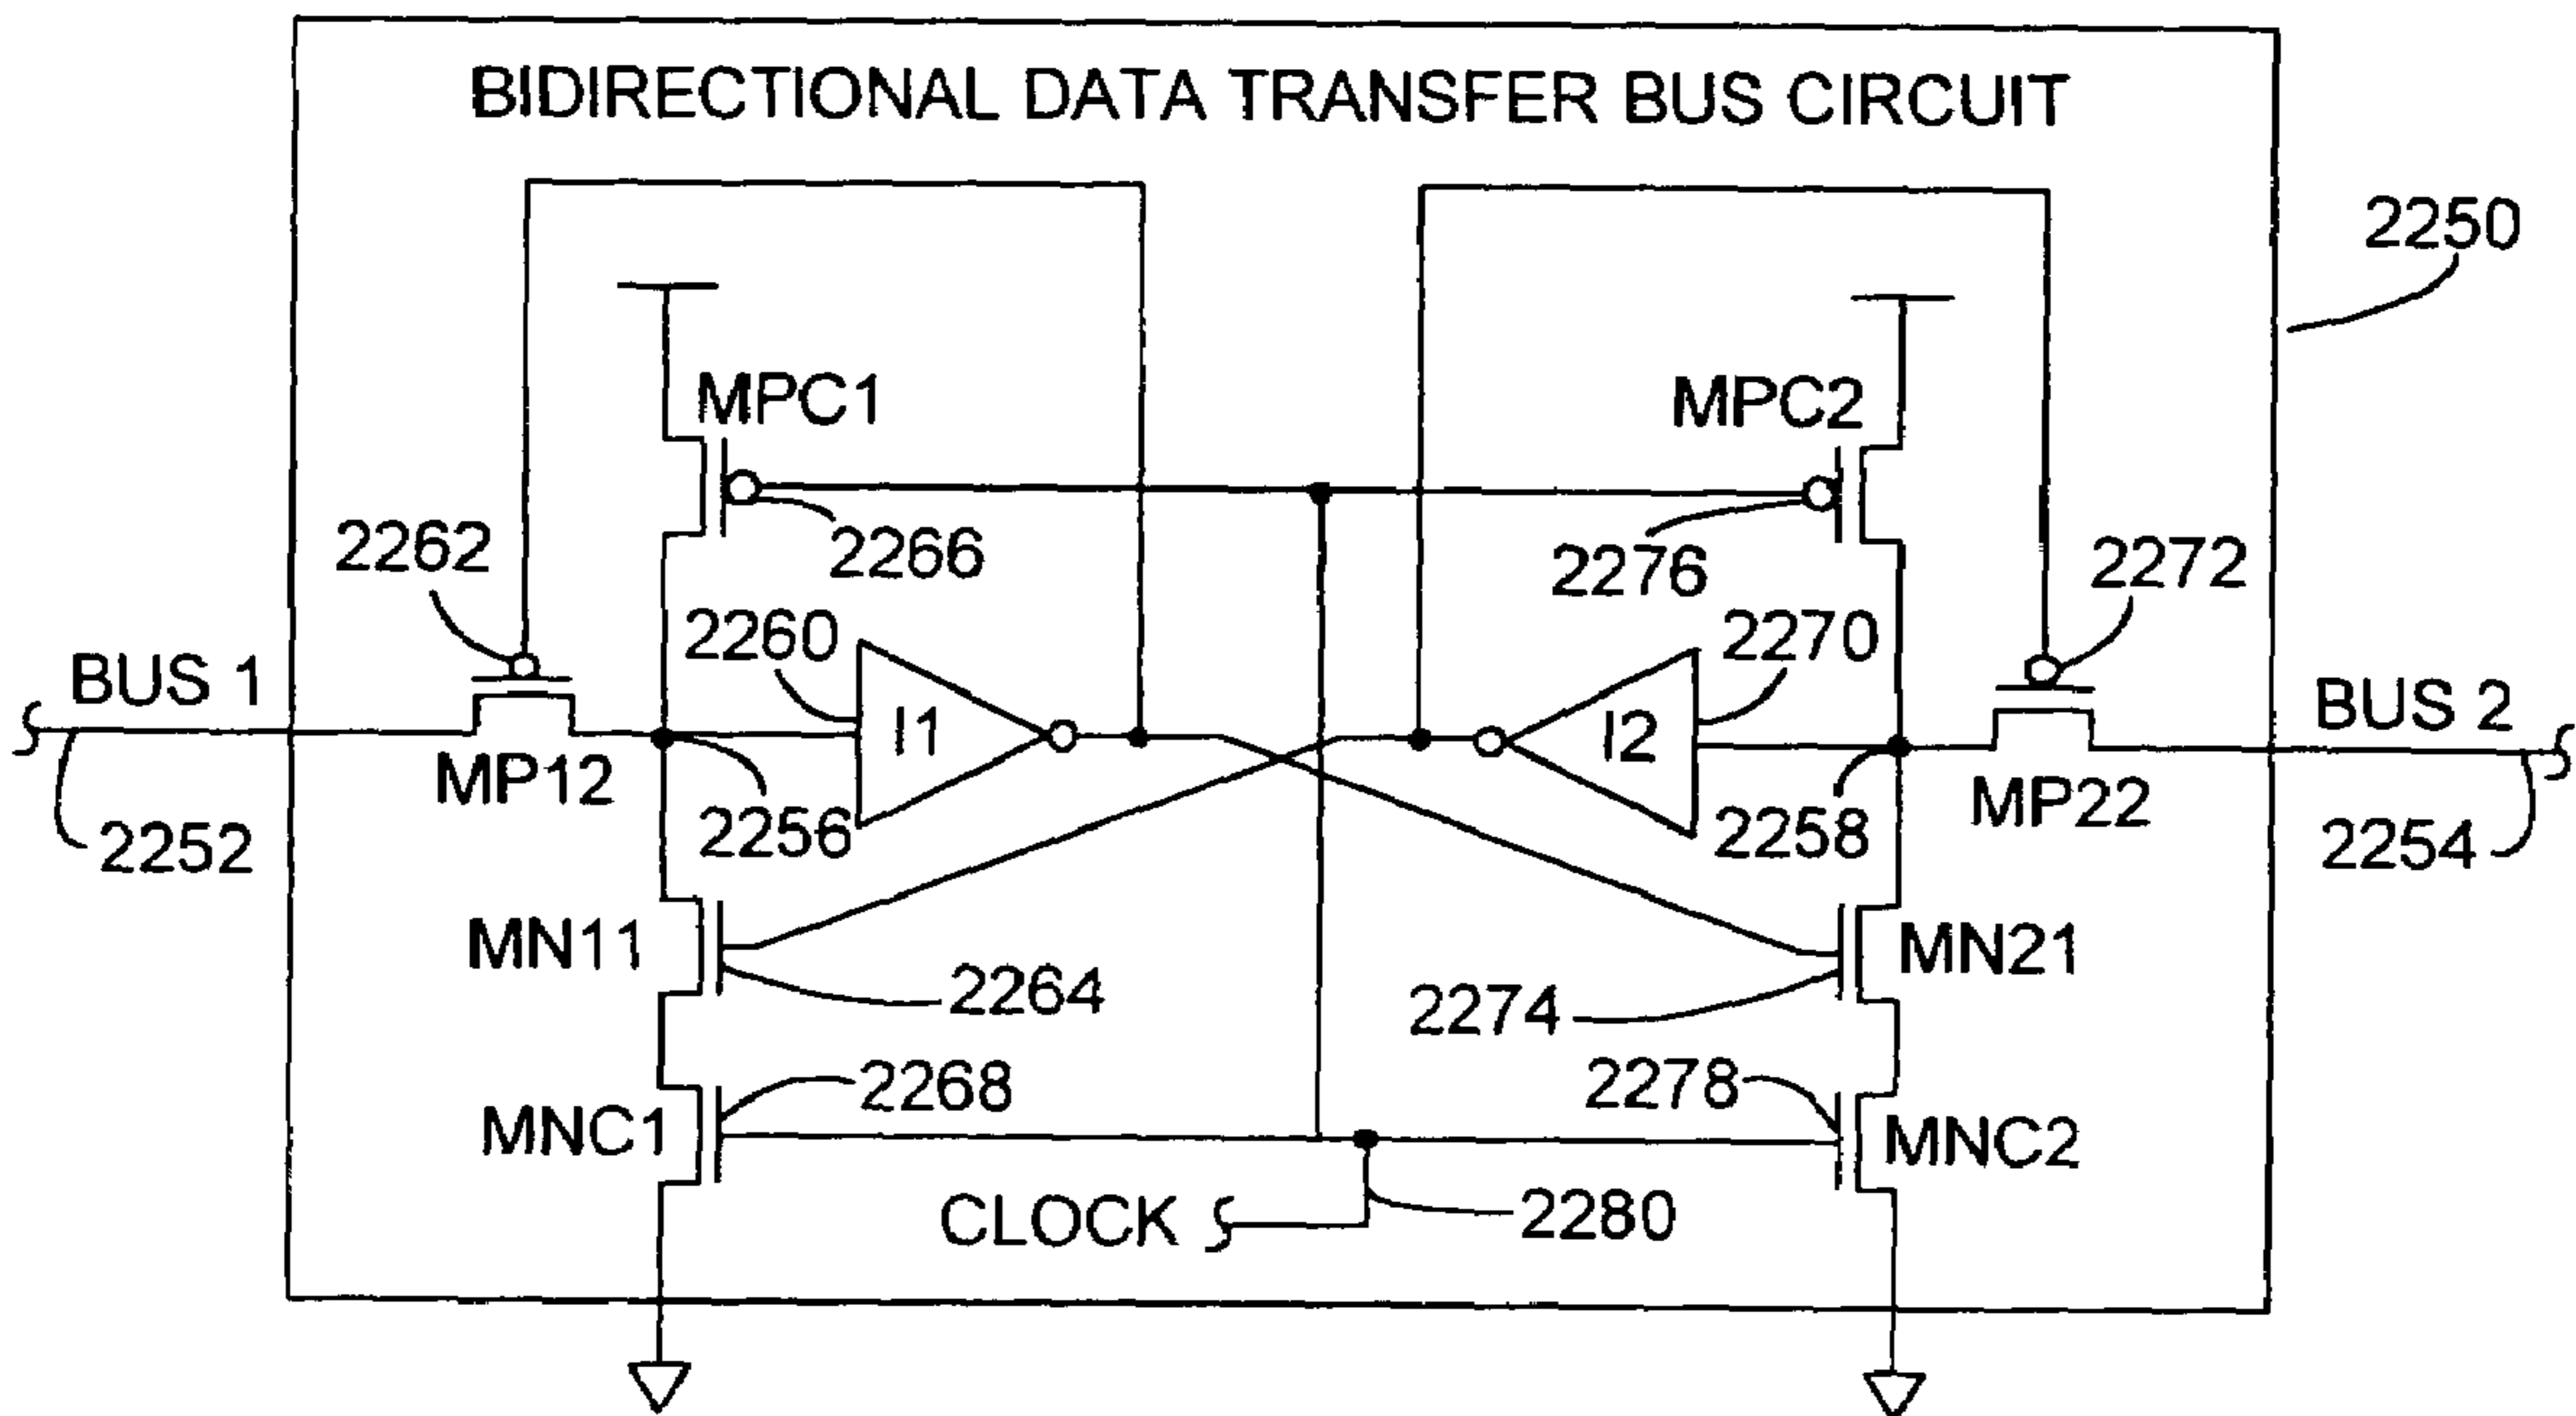 BIDIRECTIONAL DATA TRANSFER BUS CIRCUIT
2250
MPC1
MPC2
2262
2266
2276
2272
2260
2270
BUS 1
I1
I2
BUS 2
MP12
MP22
2252
2256
2258
2254
MN11
MN21
2264
2274
2268
2278
MNC1
MNC2
CLOCK
2280